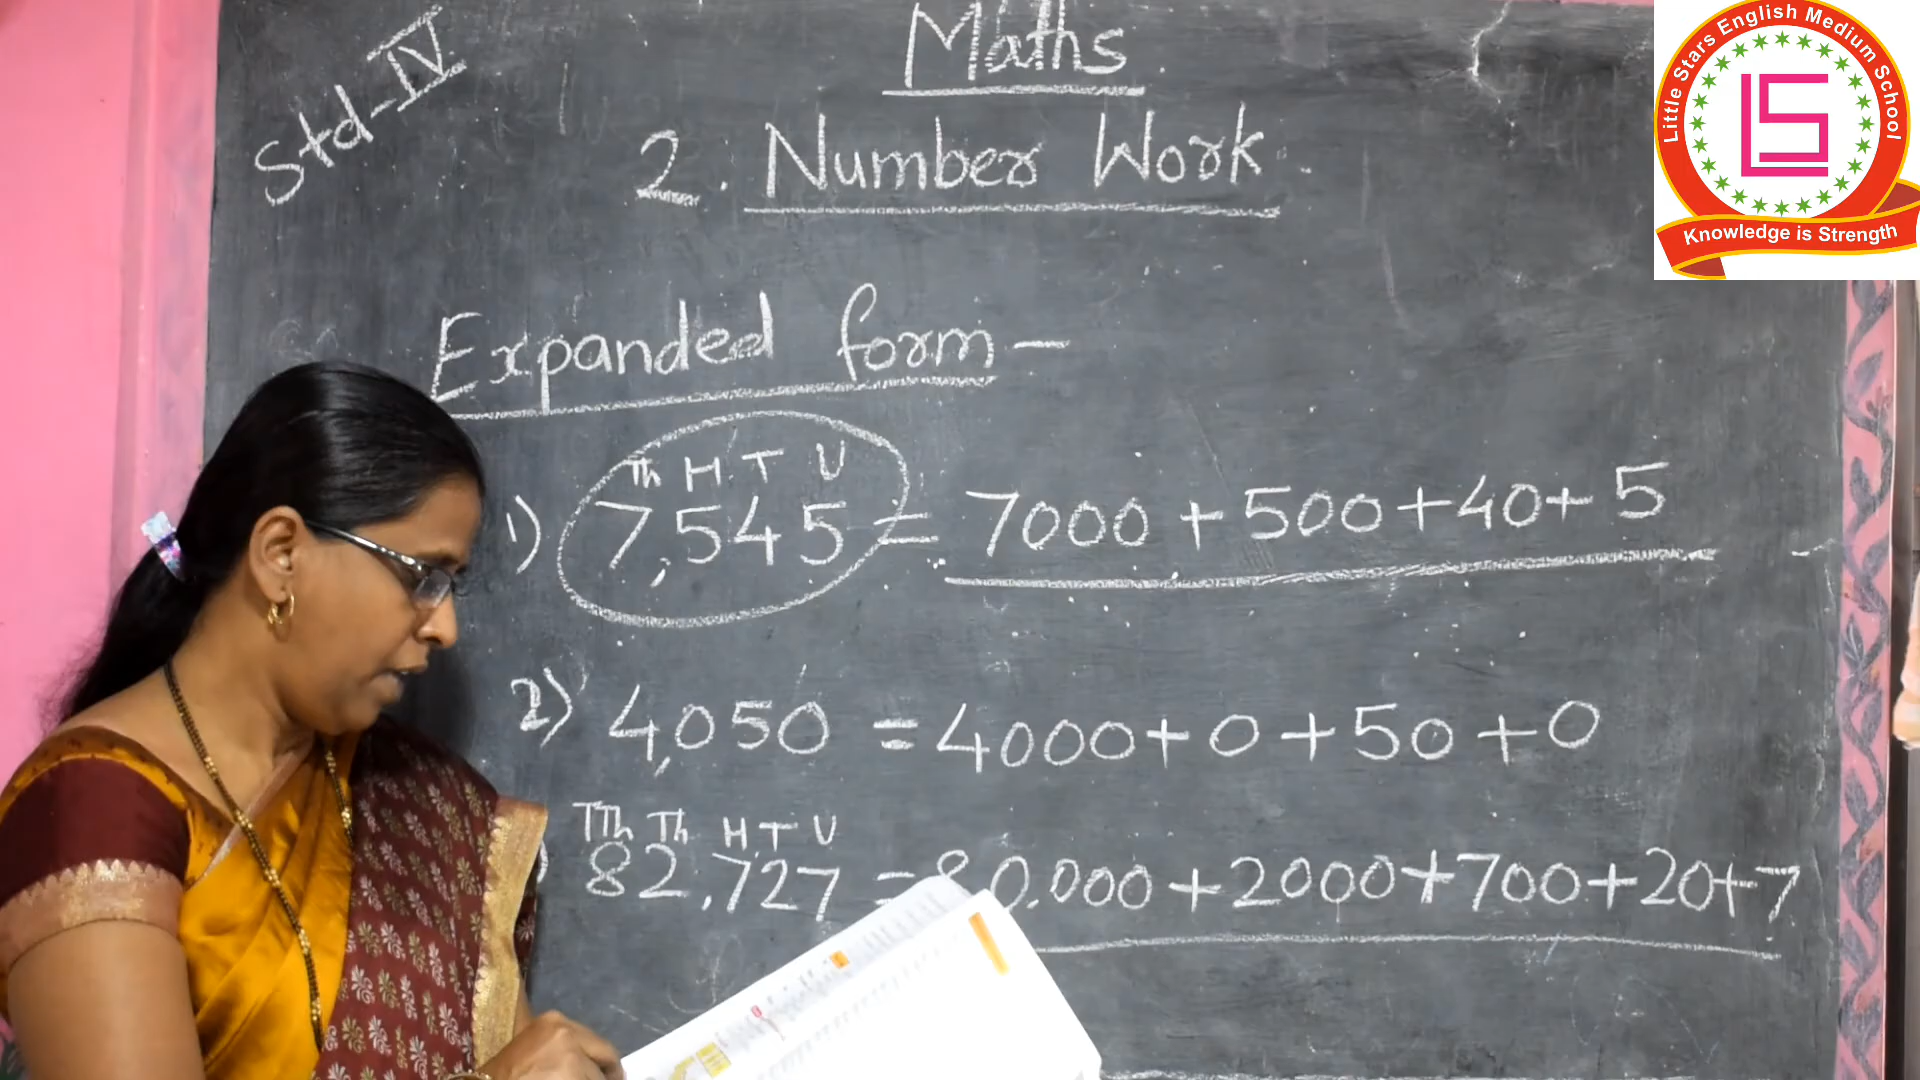 Maths
Std-IV
2. Number Work
Expanded form -
Th H T U
1) 7,545 = 7000 + 500 + 40 + 5
2) 4,050 = 4000 + 0 + 50 + 0
TTh Th H T U
) 82,727 = 80,000 + 2000 + 700 + 20 + 7
Little Stars English Medium School
LS
Knowledge is Strength